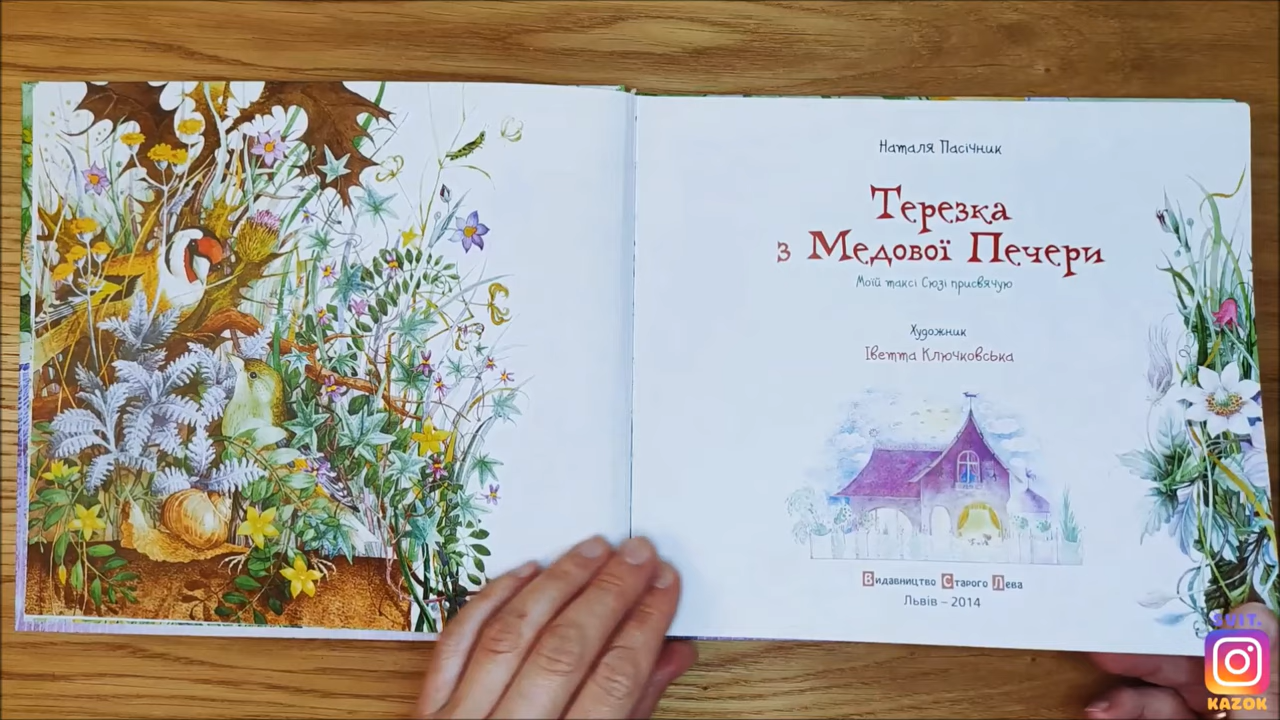 Наталя Пасічник
Терезка
з Медової Печери
Моїй таксі Сюзі присвячую
Художник
Іветта Ключковська
Видавництво Старого Лева
Львів – 2014
SVIT.
KAZOK